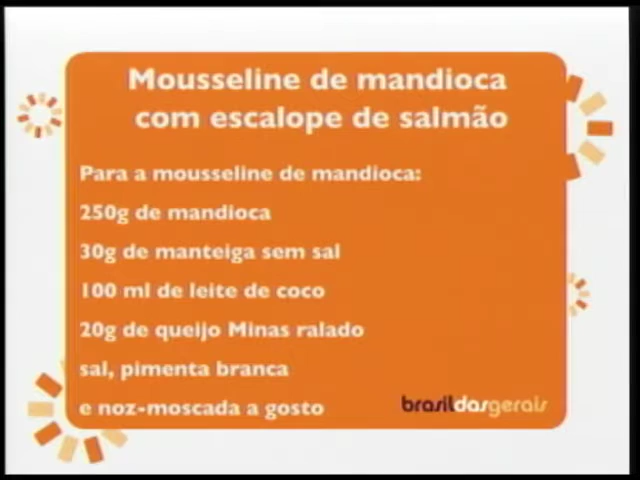 Mousseline de mandioca
com escalope de salmão
Para a mousseline de mandioca:
250g de mandioca
30g de manteiga sem sal
100 ml de leite de coco
20g de queijo Minas ralado
sal, pimenta branca
e noz-moscada a gosto
brasildasgerais